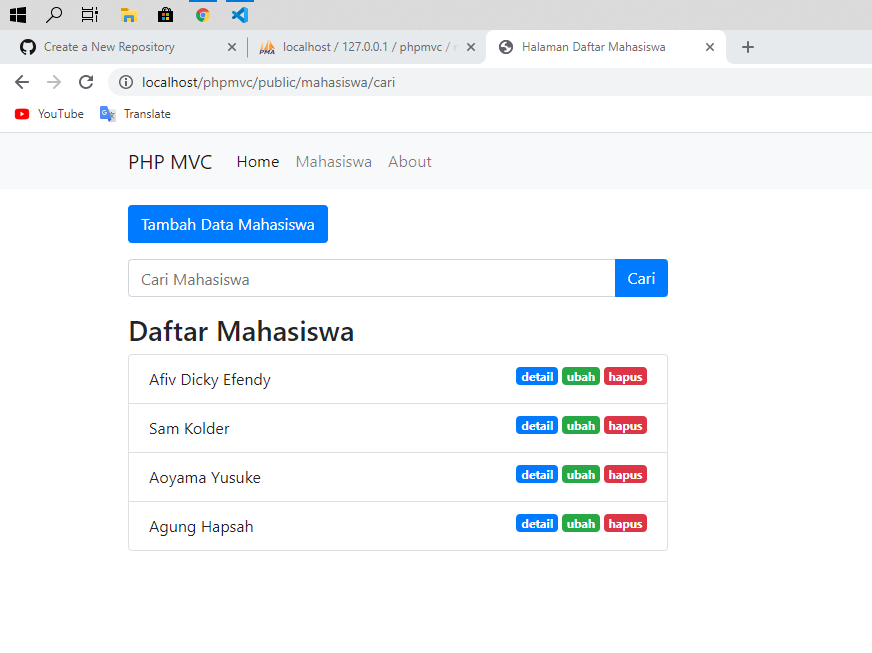 Create a New Repository
PMA localhost / 127.0.0.1 / phpmvc /
Halaman Daftar Mahasiswa
localhost/phpmvc/public/mahasiswa/cari
YouTube Translate
PHP MVC Home Mahasiswa About
Tambah Data Mahasiswa
Cari Mahasiswa Cari
Daftar Mahasiswa
Afiv Dicky Efendy detail ubah hapus
Sam Kolder detail ubah hapus
Aoyama Yusuke detail ubah hapus
Agung Hapsah detail ubah hapus